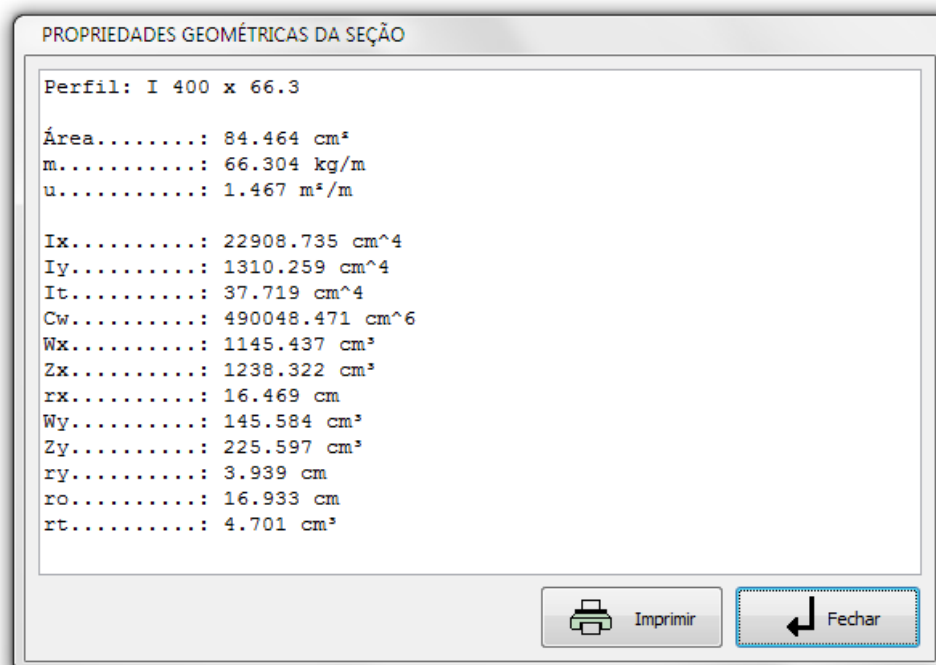 PROPRIEDADES GEOMÉTRICAS DA SEÇÃO
Perfil: I 400 x 66.3
Área........: 84.464 cm²
m...........: 66.304 kg/m
u...........: 1.467 m²/m
Ix..........: 22908.735 cm^4
Iy..........: 1310.259 cm^4
It..........: 37.719 cm^4
Cw..........: 490048.471 cm^6
Wx..........: 1145.437 cm³
Zx..........: 1238.322 cm³
rx..........: 16.469 cm
Wy..........: 145.584 cm³
Zy..........: 225.597 cm³
ry..........: 3.939 cm
ro..........: 16.933 cm
rt..........: 4.701 cm³
Imprimir
Fechar